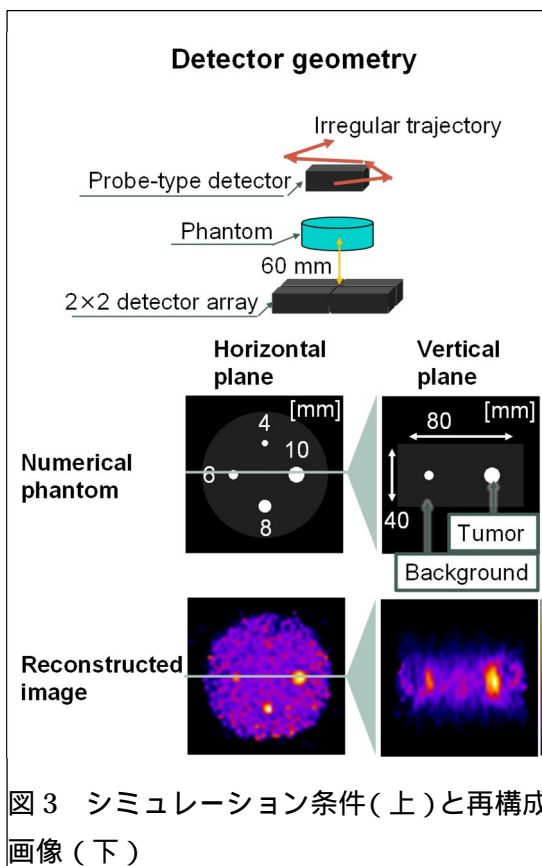 Detector geometry
Irregular trajectory
Probe-type detector
Phantom
60 mm
2×2 detector array
Horizontal
plane
Vertical
plane
[mm]
4
10
6
8
[mm]
80
40
Numerical
phantom
Tumor
Background
Reconstructed
image
図3 シミュレーション条件(上)と再構成
画像(下)